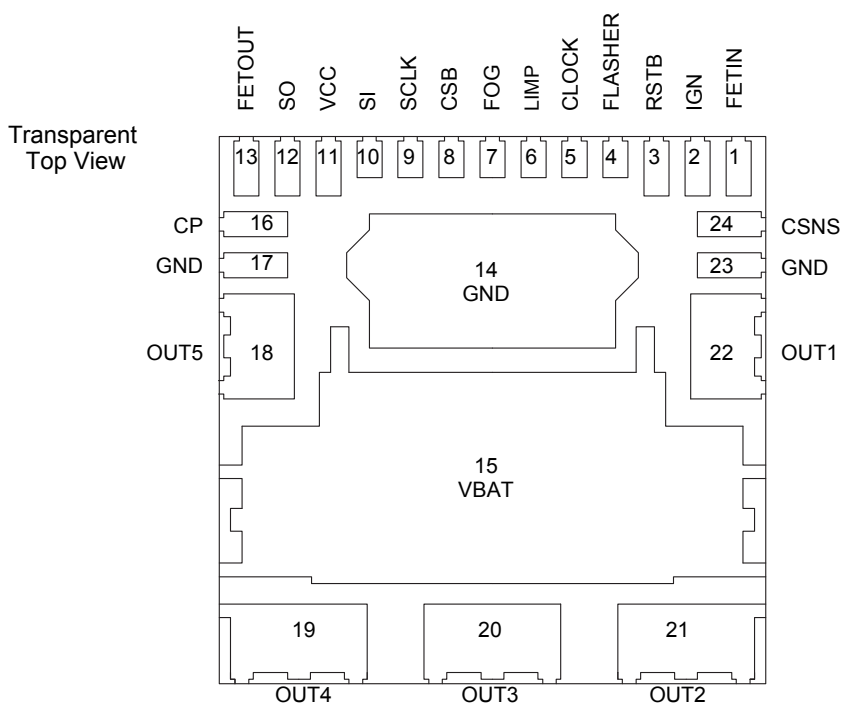 FETOUT
SO
VCC
SI
SCLK
CSB
FOG
LIMP
CLOCK
FLASHER
RSTB
IGN
FETIN
Transparent
Top View
13 12 11 10 9 8 7 6 5 4 3 2 1
CP 16 24 CSNS
GND 17 23 GND
14
GND
OUT5 18 22 OUT1
15
VBAT
19 20 21
OUT4 OUT3 OUT2